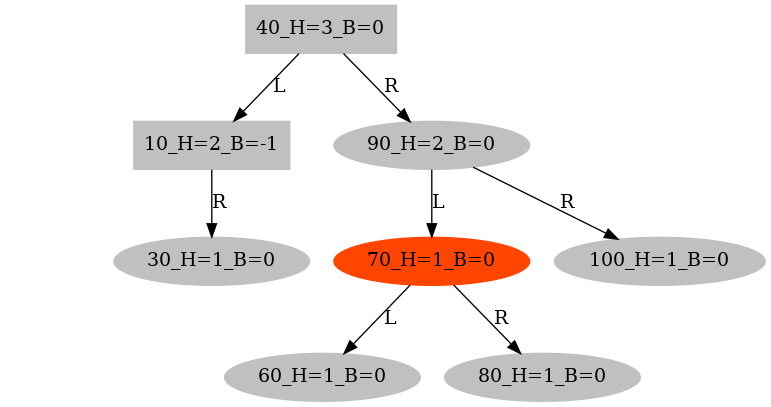 40_H=3_B=0
L
R
10_H=2_B=-1
90_H=2_B=0
R
L
R
30_H=1_B=0
70_H=1_B=0
100_H=1_B=0
L
R
60_H=1_B=0
80_H=1_B=0